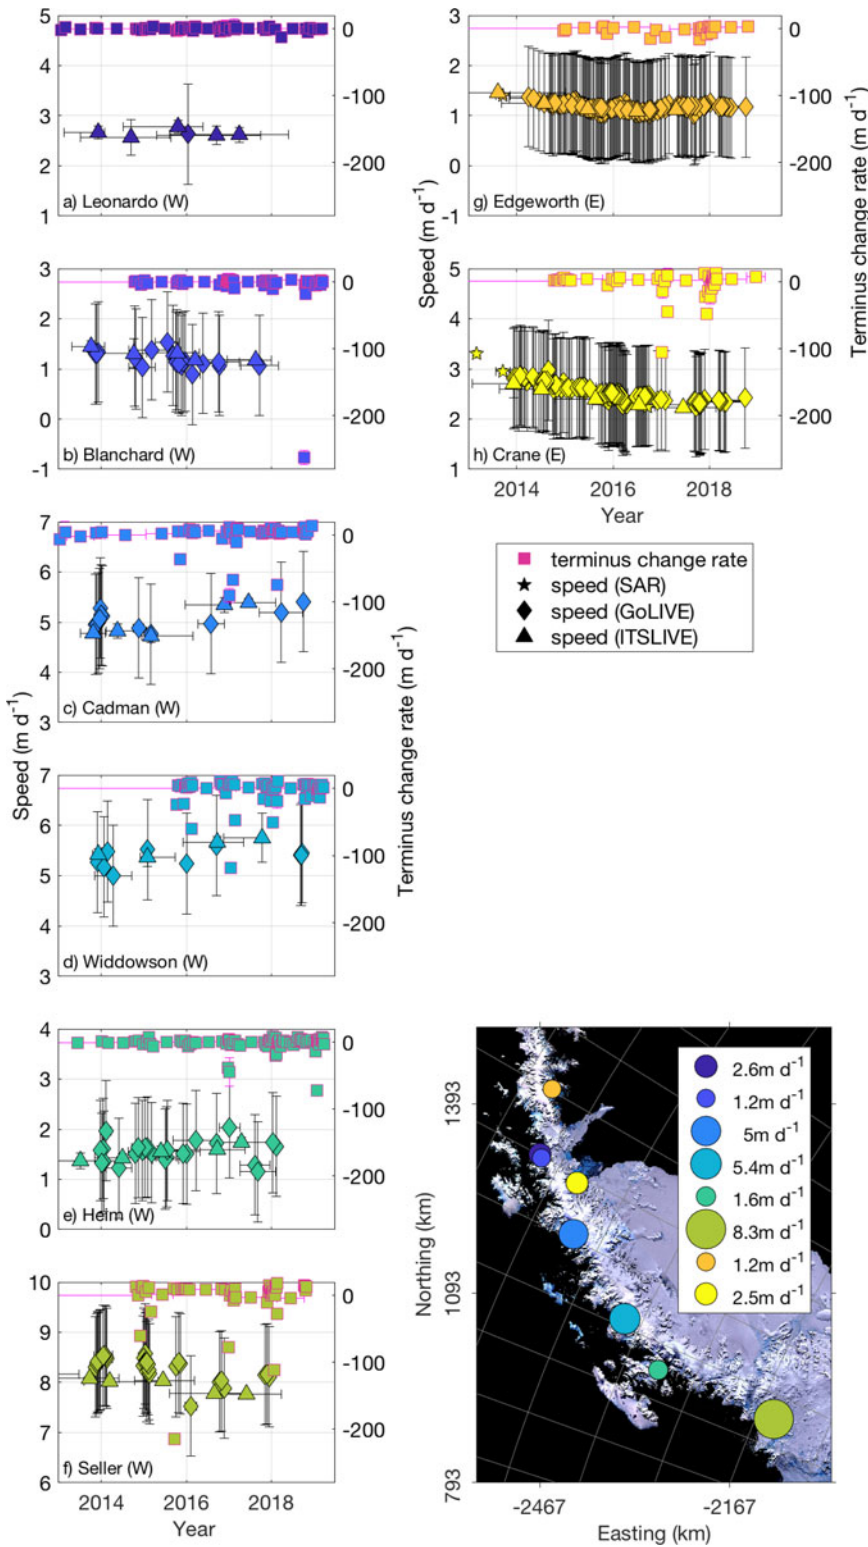 5
4
3
2
1
0
-100
-200
a) Leonardo (W)
3
2
1
0
-1
0
-100
-200
b) Blanchard (W)
7
6
5
4
3
0
-100
-200
c) Cadman (W)
Speed (m d-1)
Terminus change rate (m d-1)
7
6
5
4
3
0
-100
-200
d) Widdowson (W)
4
3
2
1
0
0
-100
-200
e) Heim (W)
10
9
8
7
6
0
-100
-200
f) Seller (W)
2014
2016
2018
Year
3
2
1
0
-1
0
-100
-200
g) Edgeworth (E)
2014
2016
2018
Speed (m d-1)
Terminus change rate (m d-1)
5
4
3
2
1
0
-100
-200
h) Crane (E)
2014
2016
2018
Year
terminus change rate
speed (SAR)
speed (GoLIVE)
speed (ITSLIVE)
2.6m d-1
1.2m d-1
5m d-1
5.4m d-1
1.6m d-1
8.3m d-1
1.2m d-1
2.5m d-1
Northing (km)
1393
1093
793
-2467
-2167
Easting (km)